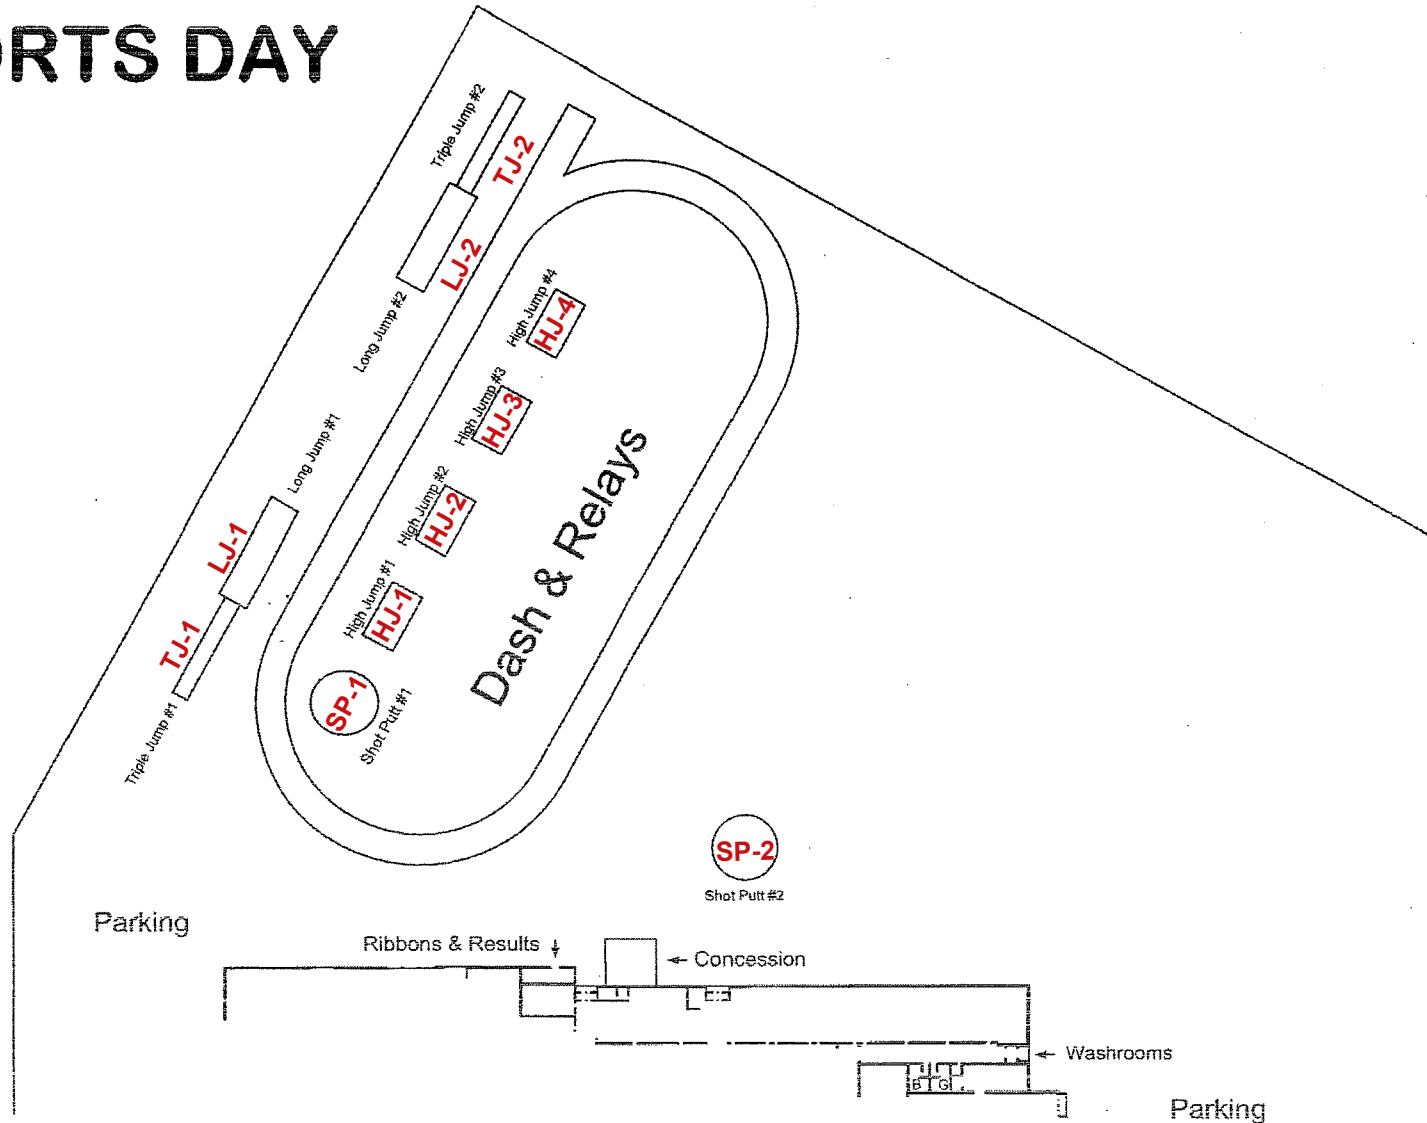 ORTS DAY
Triple Jump #2
TJ-2
LJ-2
Long Jump #2
High Jump #4
HJ-4
High Jump #3
HJ-3
Long Jump #1
LJ-1
High Jump #2
HJ-2
High Jump #1
HJ-1
Dash & Relays
TJ-1
Triple Jump #1
SP-1
Shot Putt #1
SP-2
Shot Putt #2
Parking
Ribbons & Results
Concession
Washrooms
B G
Parking